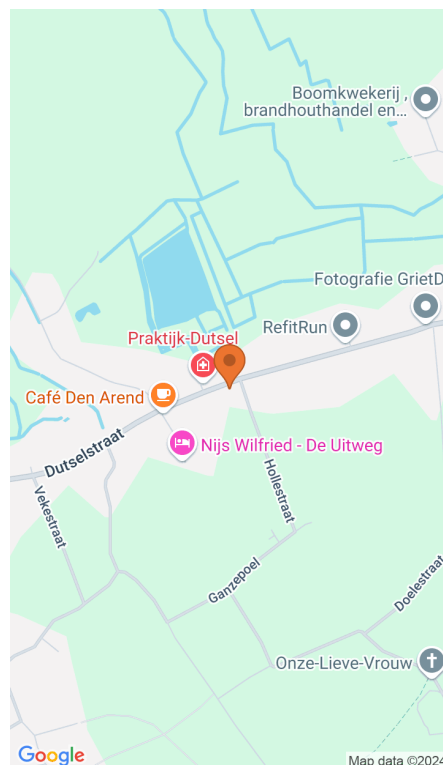 Boomkwekerij ,
brandhouthandel en...
Fotografie GrietD
RefitRun
Praktijk-Dutsel
Café Den Arend
Dutselstraat
Nijs Wilfried - De Uitweg
Hollestraat
Vekestraat
Ganzepoel
Doelestraat
Onze-Lieve-Vrouw
Google
Map data ©2024